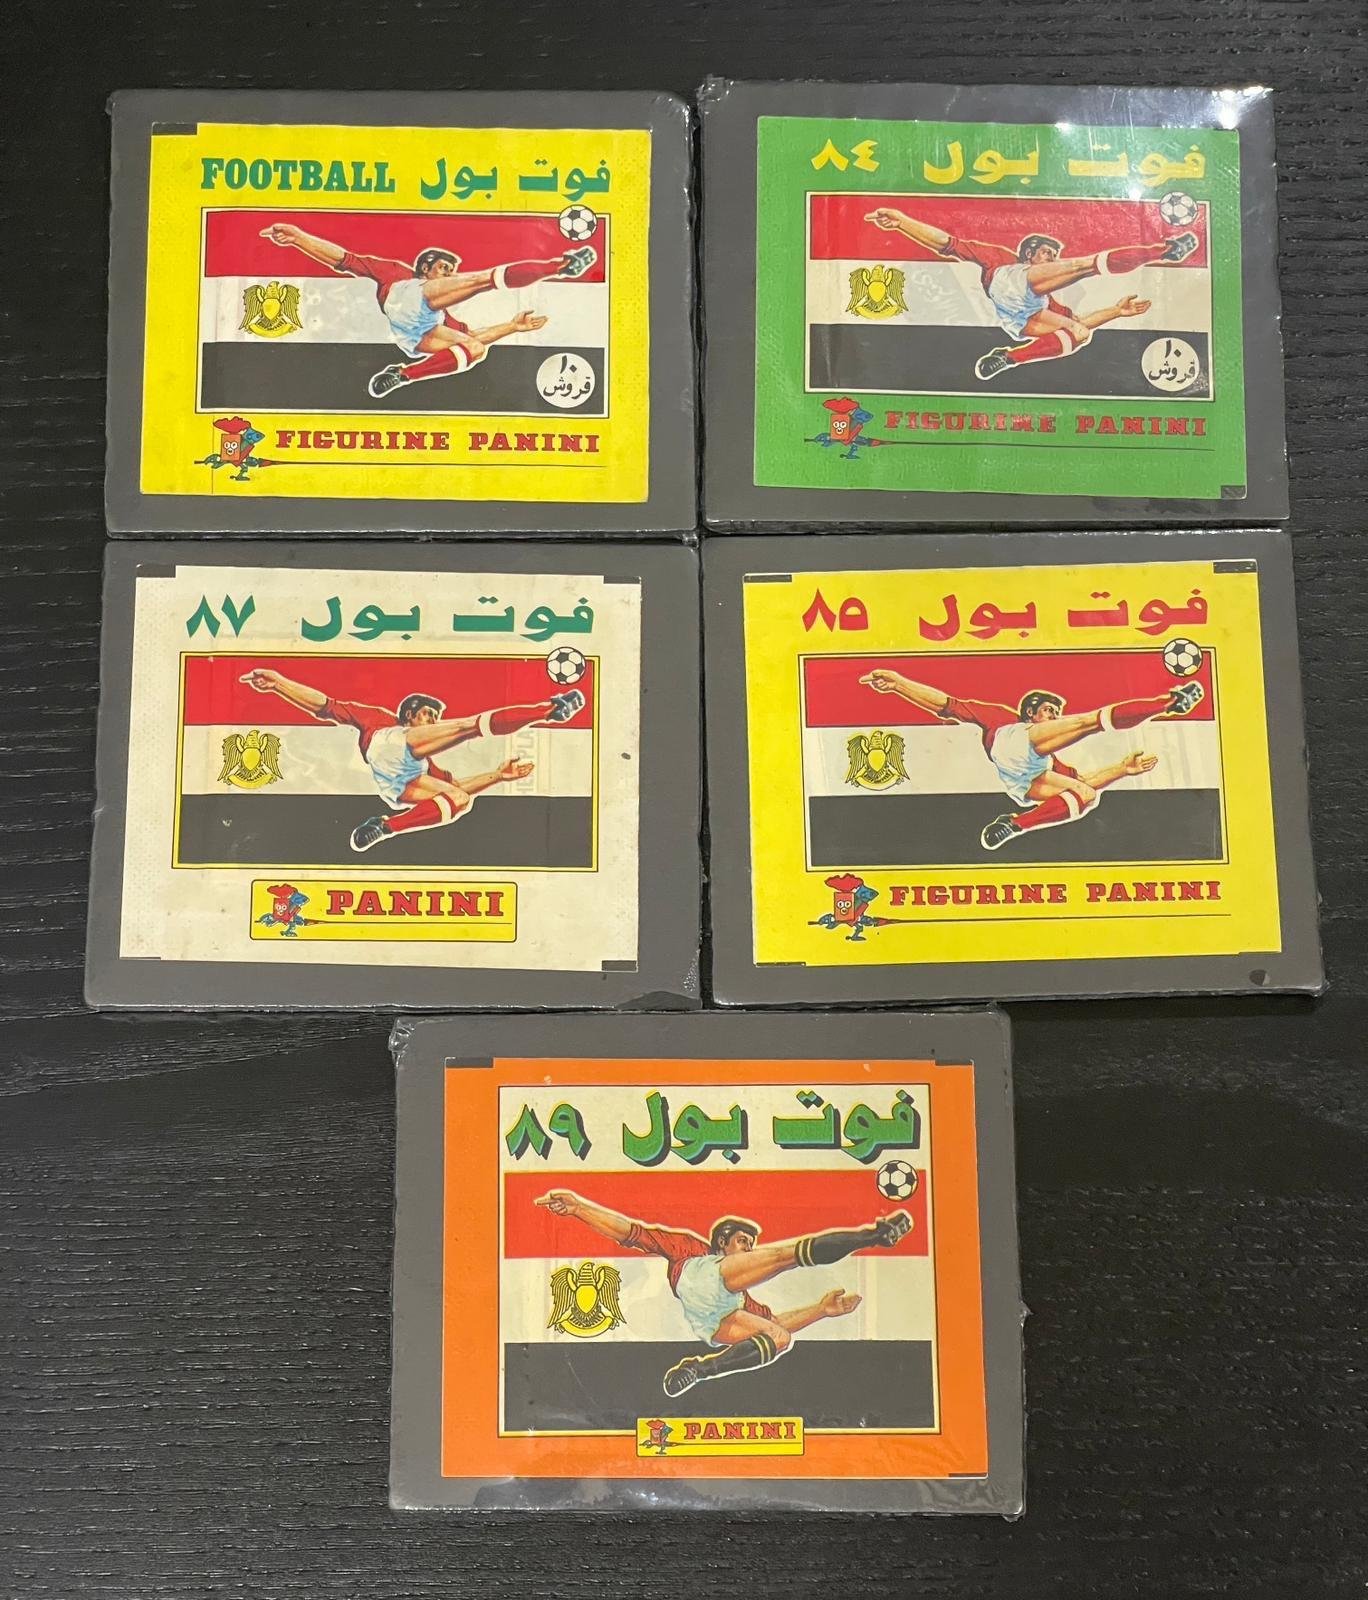 FOOTBALL فوت بول
١٠
قروش
FIGURINE PANINI
فوت بول ٨٤
١٠
قروش
FIGURINE PANINI
فوت بول ٨٧
PANINI
فوت بول ٨٥
FIGURINE PANINI
فوت بول ٨٩
PANINI